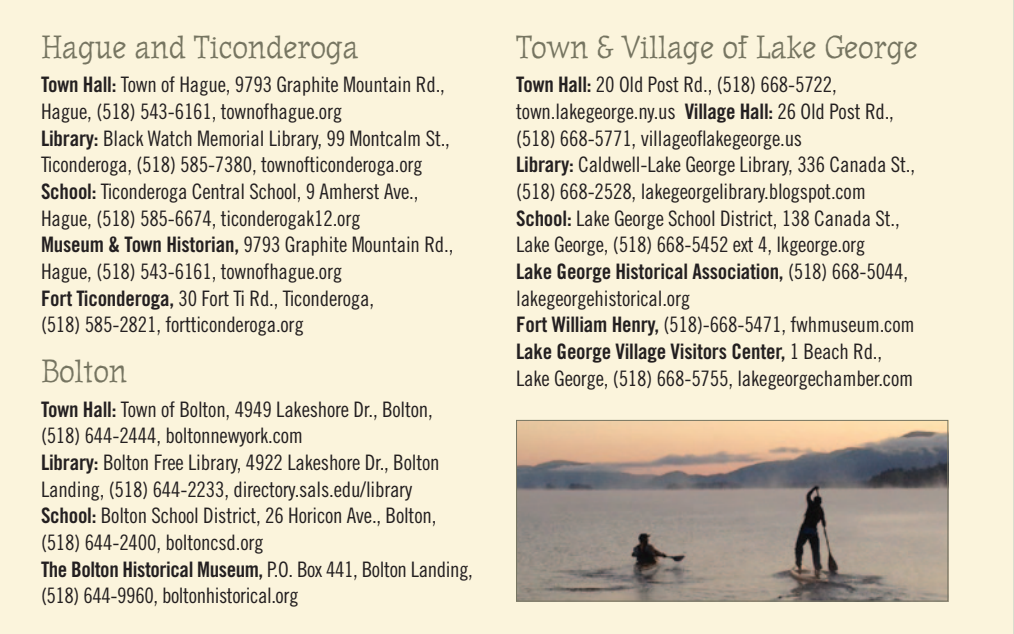 Hague and Ticonderoga
Town Hall: Town of Hague, 9793 Graphite Mountain Rd.,
Hague, (518) 543-6161, townofhague.org
Library: Black Watch Memorial Library, 99 Montcalm St.,
Ticonderoga, (518) 585-7380, townofticonderoga.org
School: Ticonderoga Central School, 9 Amherst Ave.,
Hague, (518) 585-6674, ticonderogak12.org
Museum & Town Historian, 9793 Graphite Mountain Rd.,
Hague, (518) 543-6161, townofhague.org
Fort Ticonderoga, 30 Fort Ti Rd., Ticonderoga,
(518) 585-2821, fortticonderoga.org
Bolton
Town Hall: Town of Bolton, 4949 Lakeshore Dr., Bolton,
(518) 644-2444, boltonnewyork.com
Library: Bolton Free Library, 4922 Lakeshore Dr., Bolton
Landing, (518) 644-2233, directory.sals.edu/library
School: Bolton School District, 26 Horicon Ave., Bolton,
(518) 644-2400, boltoncsd.org
The Bolton Historical Museum, P.O. Box 441, Bolton Landing,
(518) 644-9960, boltonhistorical.org
Town & Village of Lake George
Town Hall: 20 Old Post Rd., (518) 668-5722,
town.lakegeorge.ny.us Village Hall: 26 Old Post Rd.,
(518) 668-5771, villageoflakegeorge.us
Library: Caldwell-Lake George Library, 336 Canada St.,
(518) 668-2528, lakegeorgelibrary.blogspot.com
School: Lake George School District, 138 Canada St.,
Lake George, (518) 668-5452 ext 4, lkgeorge.org
Lake George Historical Association, (518) 668-5044,
lakegeorgehistorical.org
Fort William Henry, (518)-668-5471, fwhmuseum.com
Lake George Village Visitors Center, 1 Beach Rd.,
Lake George, (518) 668-5755, lakegeorgechamber.com